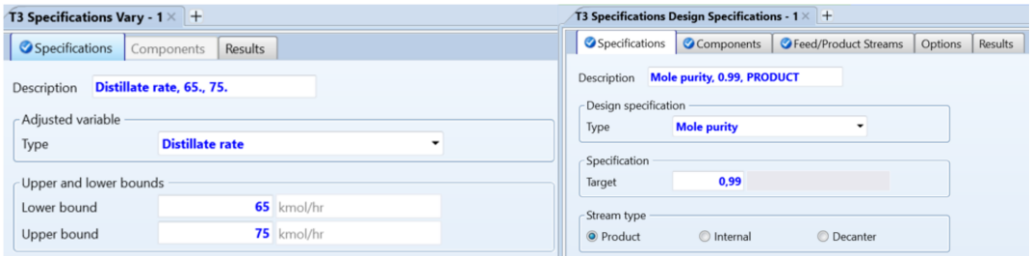 T3 Specifications Vary - 1 × +
Specifications Components Results
Description Distillate rate, 65., 75.
Adjusted variable
Type Distillate rate
Upper and lower bounds
Lower bound 65 kmol/hr
Upper bound 75 kmol/hr
T3 Specifications Design Specifications - 1 × +
Specifications Components Feed/Product Streams Options Results
Description Mole purity, 0.99, PRODUCT
Design specification
Type Mole purity
Specification
Target 0,99
Stream type
Product Internal Decanter